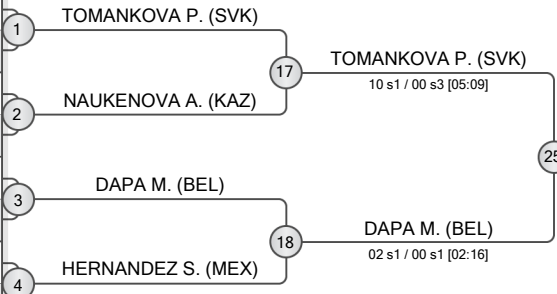 TOMANKOVA P. (SVK)
1
17
TOMANKOVA P. (SVK)
10 s1 / 00 s3 [05:09]
NAUKENOVA A. (KAZ)
2
25
DAPA M. (BEL)
3
18
DAPA M. (BEL)
02 s1 / 00 s1 [02:16]
HERNANDEZ S. (MEX)
4